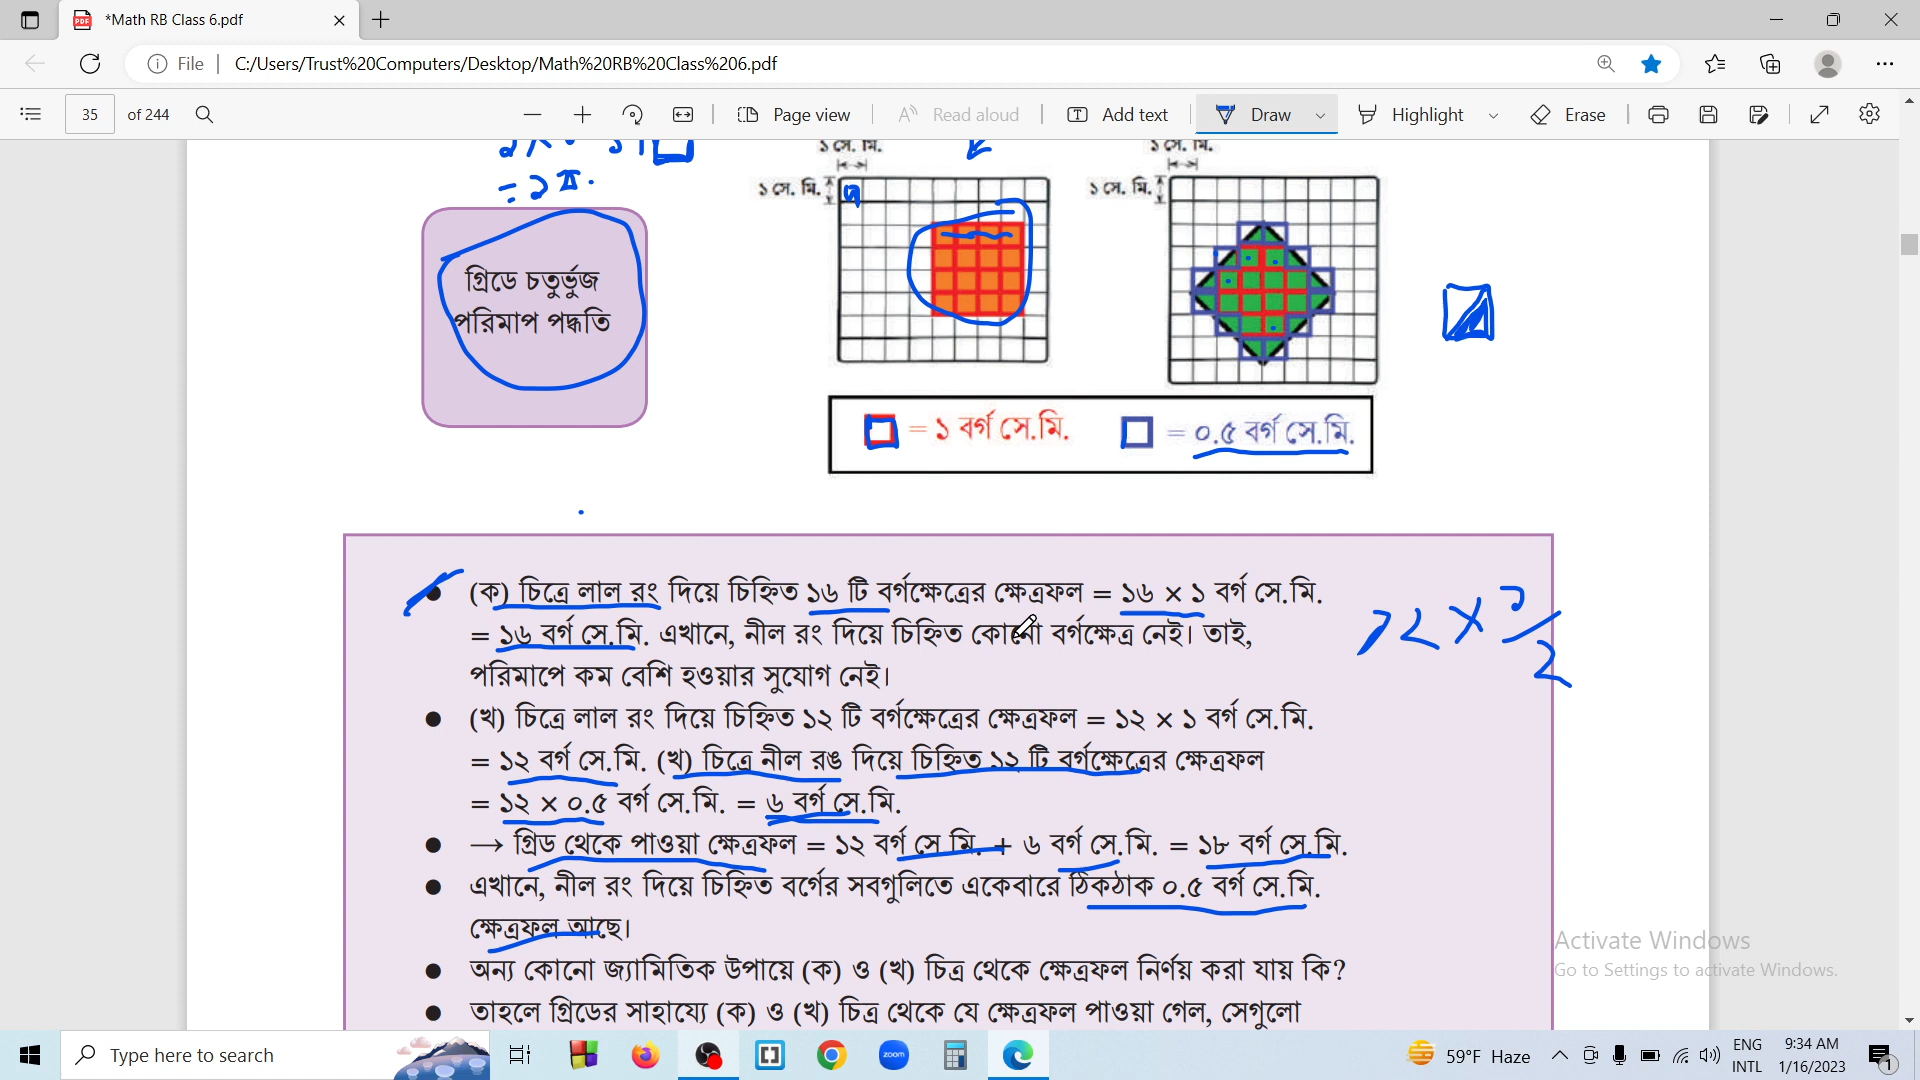 *Math RB Class 6.pdf
File
C:/Users/Trust%20Computers/Desktop/Math%20RB%20Class%206.pdf
35 of 244
Page view
Read aloud
Add text
Draw
Highlight
Erase
১ সে. মি.
১ সে. মি.
= 2π.
১ সে. মি.
১ সে. মি.
গ্রিডে চতুর্ভুজ
পরিমাপ পদ্ধতি
= ১ বর্গ সে.মি.
= ০.৫ বর্গ সে.মি.
(ক) চিত্রে লাল রং দিয়ে চিহ্নিত ১৬ টি বর্গক্ষেত্রের ক্ষেত্রফল = ১৬ × ১ বর্গ সে.মি.
= ১৬ বর্গ সে.মি. এখানে, নীল রং দিয়ে চিহ্নিত কোনো বর্গক্ষেত্র নেই। তাই,
পরিমাপে কম বেশি হওয়ার সুযোগ নেই।
(খ) চিত্রে লাল রং দিয়ে চিহ্নিত ১২ টি বর্গক্ষেত্রের ক্ষেত্রফল = ১২ × ১ বর্গ সে.মি.
= ১২ বর্গ সে.মি. (খ) চিত্রে নীল রঙ দিয়ে চিহ্নিত ১২ টি বর্গক্ষেত্রের ক্ষেত্রফল
= ১২ × ০.৫ বর্গ সে.মি. = ৬ বর্গ সে.মি.
→ গ্রিড থেকে পাওয়া ক্ষেত্রফল = ১২ বর্গ সে মি. + ৬ বর্গ সে.মি. = ১৮ বর্গ সে.মি.
এখানে, নীল রং দিয়ে চিহ্নিত বর্গের সবগুলিতে একেবারে ঠিকঠাক ০.৫ বর্গ সে.মি.
ক্ষেত্রফল আছে।
অন্য কোনো জ্যামিতিক উপায়ে (ক) ও (খ) চিত্র থেকে ক্ষেত্রফল নির্ণয় করা যায় কি?
তাহলে গ্রিডের সাহায্যে (ক) ও (খ) চিত্র থেকে যে ক্ষেত্রফল পাওয়া গেল, সেগুলো
Activate Windows
Go to Settings to activate Windows.
Type here to search
zoom
59°F Haze
ENG
INTL
9:34 AM
1/16/2023
1